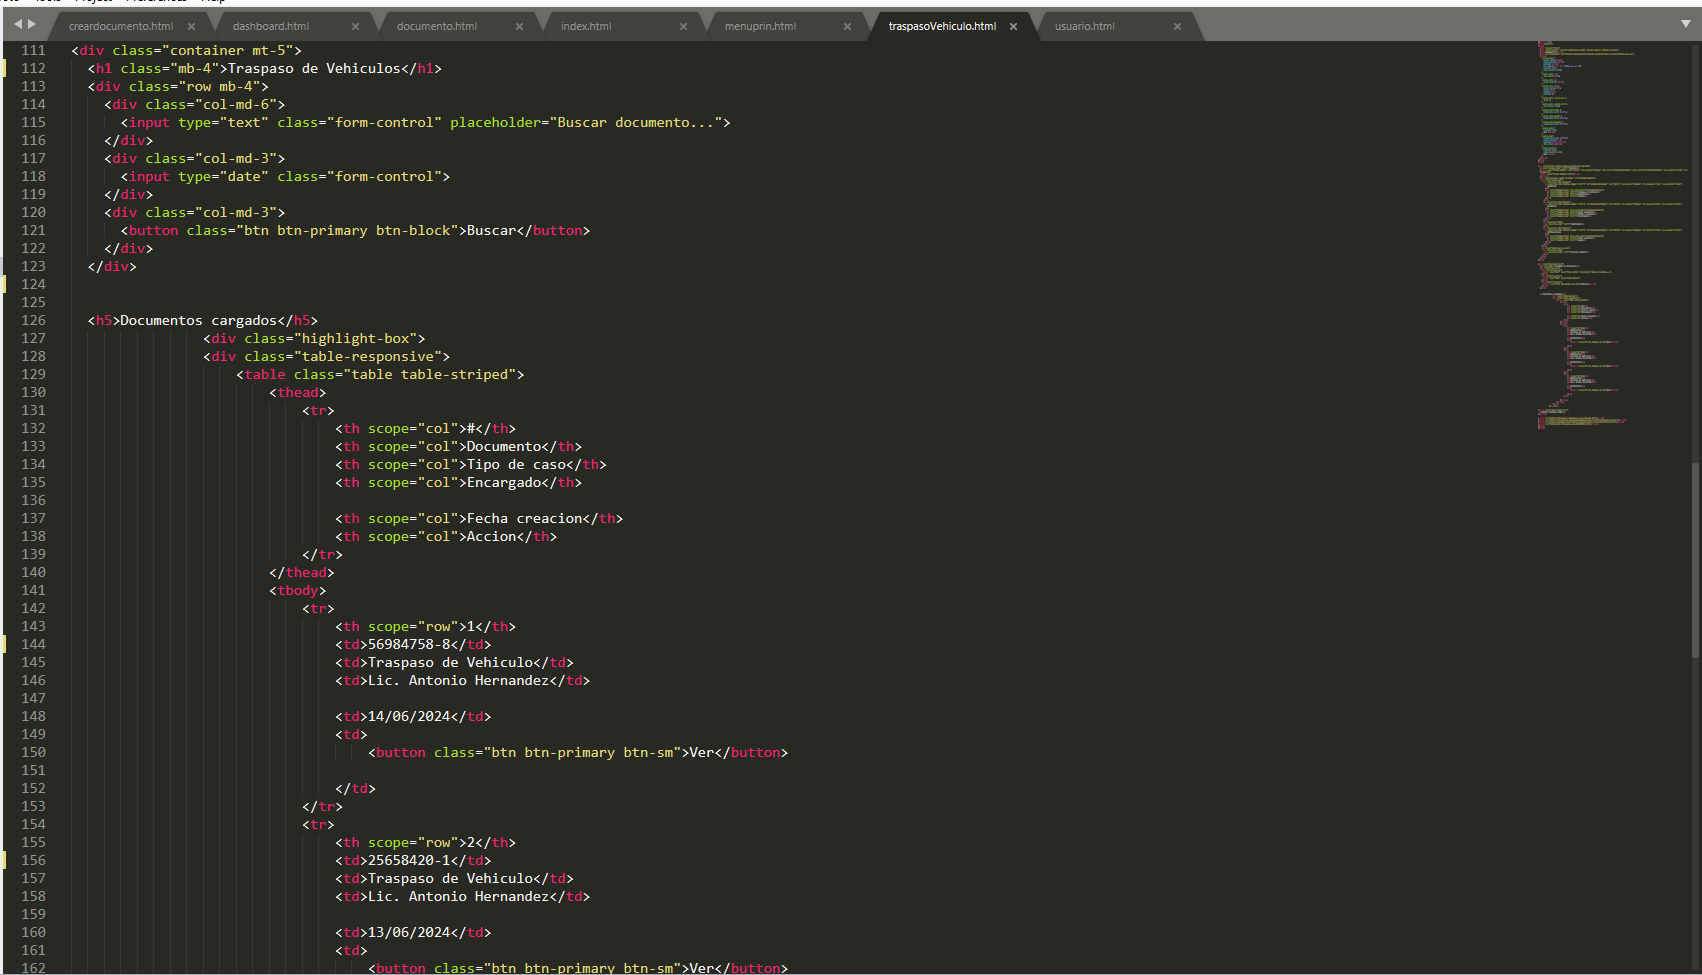 Project
Preferences
Help
creardocumento.html × dashboard.html × documento.html × index.html × menuprin.html × traspasoVehiculo.html × usuario.html ×
111 <div class="container mt-5">
112 <h1 class="mb-4">Traspaso de Vehiculos</h1>
113 <div class="row mb-4">
114 <div class="col-md-6">
115 <input type="text" class="form-control" placeholder="Buscar documento...">
116 </div>
117 <div class="col-md-3">
118 <input type="date" class="form-control">
119 </div>
120 <div class="col-md-3">
121 <button class="btn btn-primary btn-block">Buscar</button>
122 </div>
123 </div>
124
125
126 <h5>Documentos cargados</h5>
127 <div class="highlight-box">
128 <div class="table-responsive">
129 <table class="table table-striped">
130 <thead>
131 <tr>
132 <th scope="col">#</th>
133 <th scope="col">Documento</th>
134 <th scope="col">Tipo de caso</th>
135 <th scope="col">Encargado</th>
136
137 <th scope="col">Fecha creacion</th>
138 <th scope="col">Accion</th>
139 </tr>
140 </thead>
141 <tbody>
142 <tr>
143 <th scope="row">1</th>
144 <td>56984758-8</td>
145 <td>Traspaso de Vehiculo</td>
146 <td>Lic. Antonio Hernandez</td>
147
148 <td>14/06/2024</td>
149 <td>
150 <button class="btn btn-primary btn-sm">Ver</button>
151
152 </td>
153 </tr>
154 <tr>
155 <th scope="row">2</th>
156 <td>25658420-1</td>
157 <td>Traspaso de Vehiculo</td>
158 <td>Lic. Antonio Hernandez</td>
159
160 <td>13/06/2024</td>
161 <td>
162 <button class="btn btn-primary btn-sm">Ver</button>